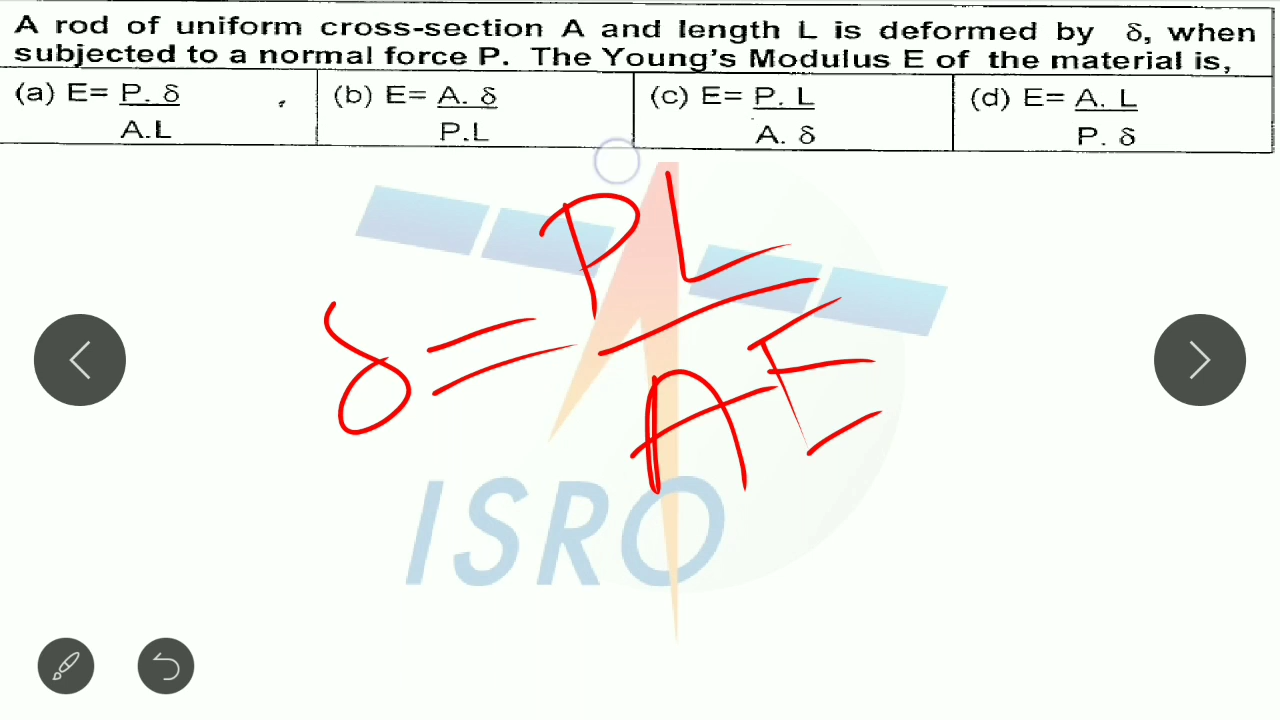 A rod of uniform cross-section A and length L is deformed by δ, when
subjected to a normal force P. The Young's Modulus E of the material is,
(a) E= P. δ
A.L
(b) E= A. δ
P.L
(c) E= P. L
A. δ
(d) E= A. L
P. δ
δ = PL
AE
ISRO